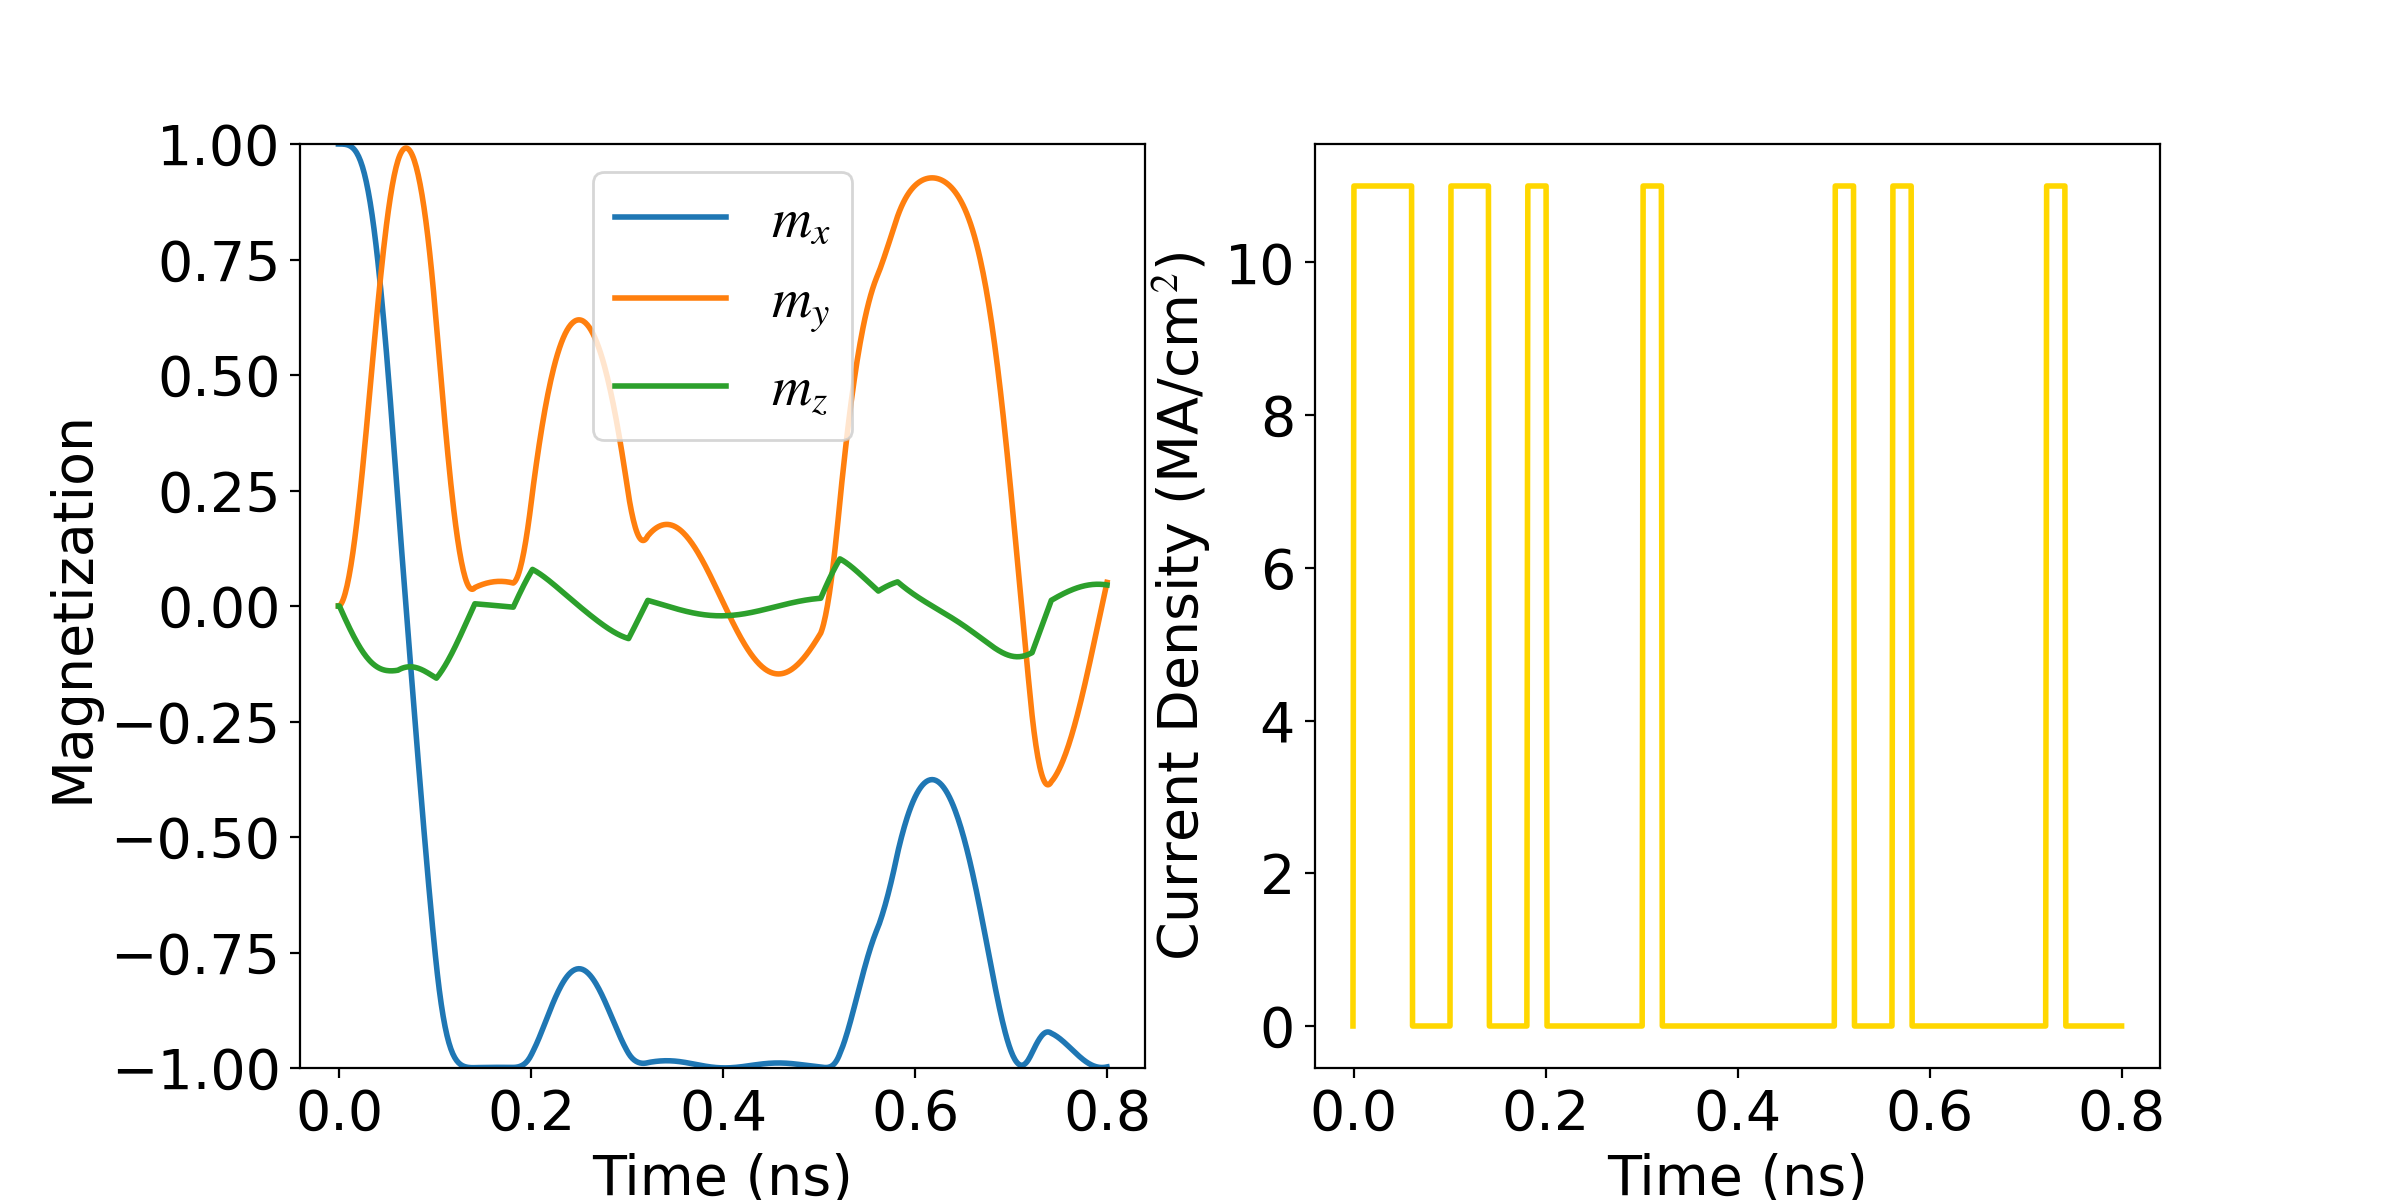 Magnetization
1.00
0.75
0.50
0.25
0.00
−0.25
−0.50
−0.75
−1.00
0.0 0.2 0.4 0.6 0.8
Time (ns)
m_x
m_y
m_z
Current Density (MA/cm²)
10
8
6
4
2
0
0.0 0.2 0.4 0.6 0.8
Time (ns)